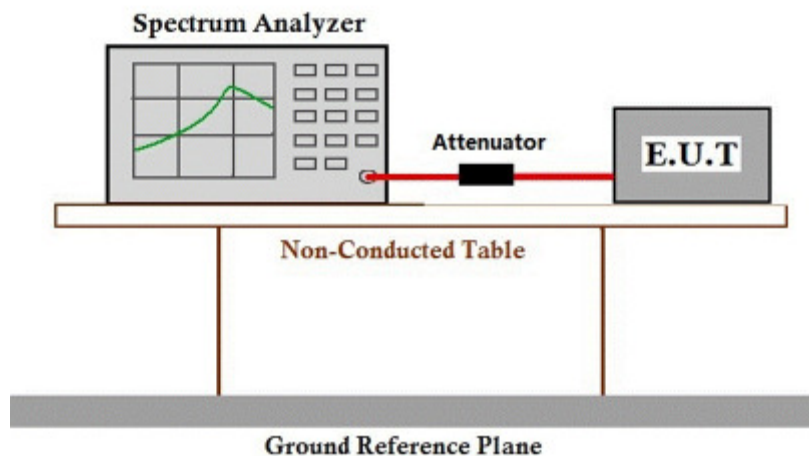 Spectrum Analyzer
Attenuator
E.U.T
Non-Conducted Table
Ground Reference Plane